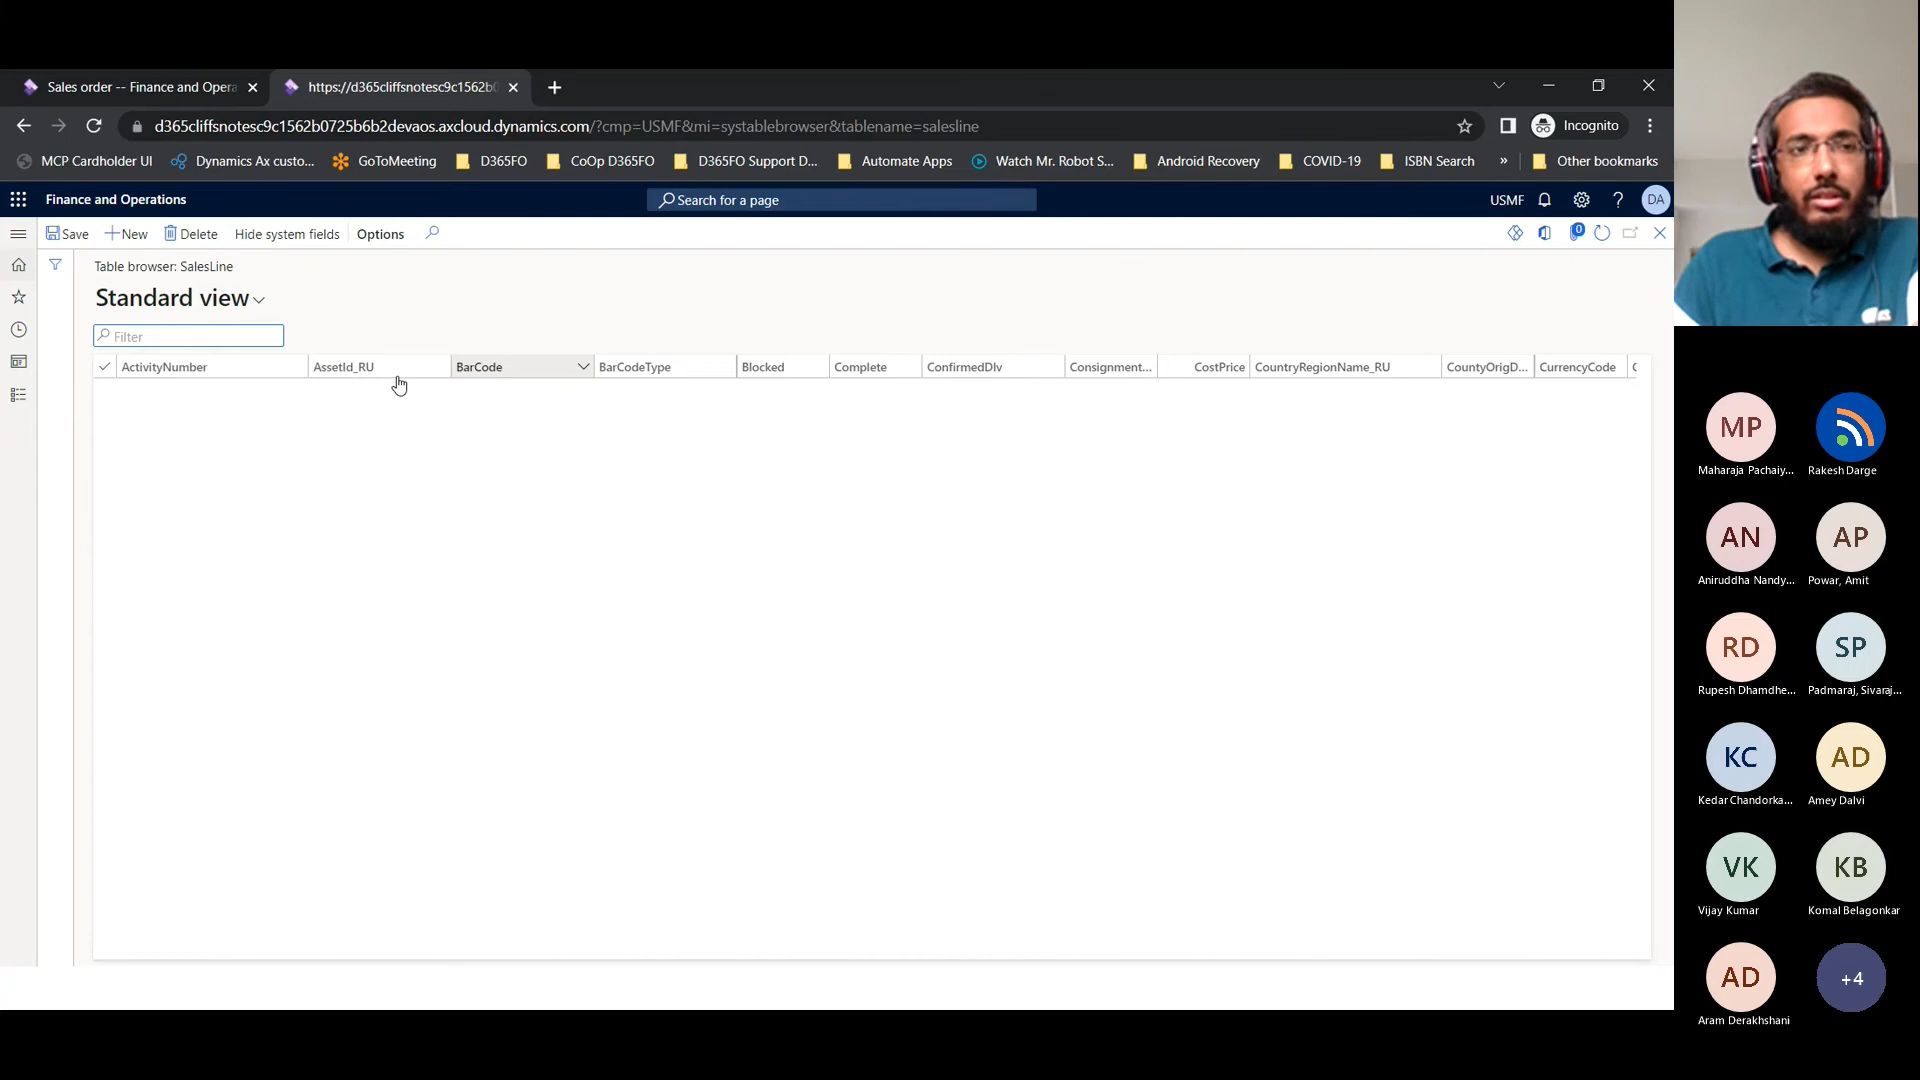 Sales order -- Finance and Opera
https://d365cliffsnotesc9c1562b0
d365cliffsnotesc9c1562b0725b6b2devaos.axcloud.dynamics.com/?cmp=USMF&mi=systablebrowser&tablename=salesline
Incognito
MCP Cardholder UI
Dynamics Ax custo...
GoToMeeting
D365FO
CoOp D365FO
D365FO Support D...
Automate Apps
Watch Mr. Robot S...
Android Recovery
COVID-19
ISBN Search
»
Other bookmarks
Finance and Operations
Search for a page
USMF
?
DA
Save
New
Delete
Hide system fields
Options
0
Table browser: SalesLine
Standard view
Filter
ActivityNumber
AssetId_RU
BarCode
BarCodeType
Blocked
Complete
ConfirmedDlv
Consignment...
CostPrice
CountryRegionName_RU
CountyOrigD...
CurrencyCode
MP
Maharaja Pachaiy...
Rakesh Darge
AN
Aniruddha Nandy...
AP
Powar, Amit
RD
Rupesh Dhamdhe...
SP
Padmaraj, Sivaraj...
KC
Kedar Chandorka...
AD
Amey Dalvi
VK
Vijay Kumar
KB
Komal Belagonkar
AD
Aram Derakhshani
+4